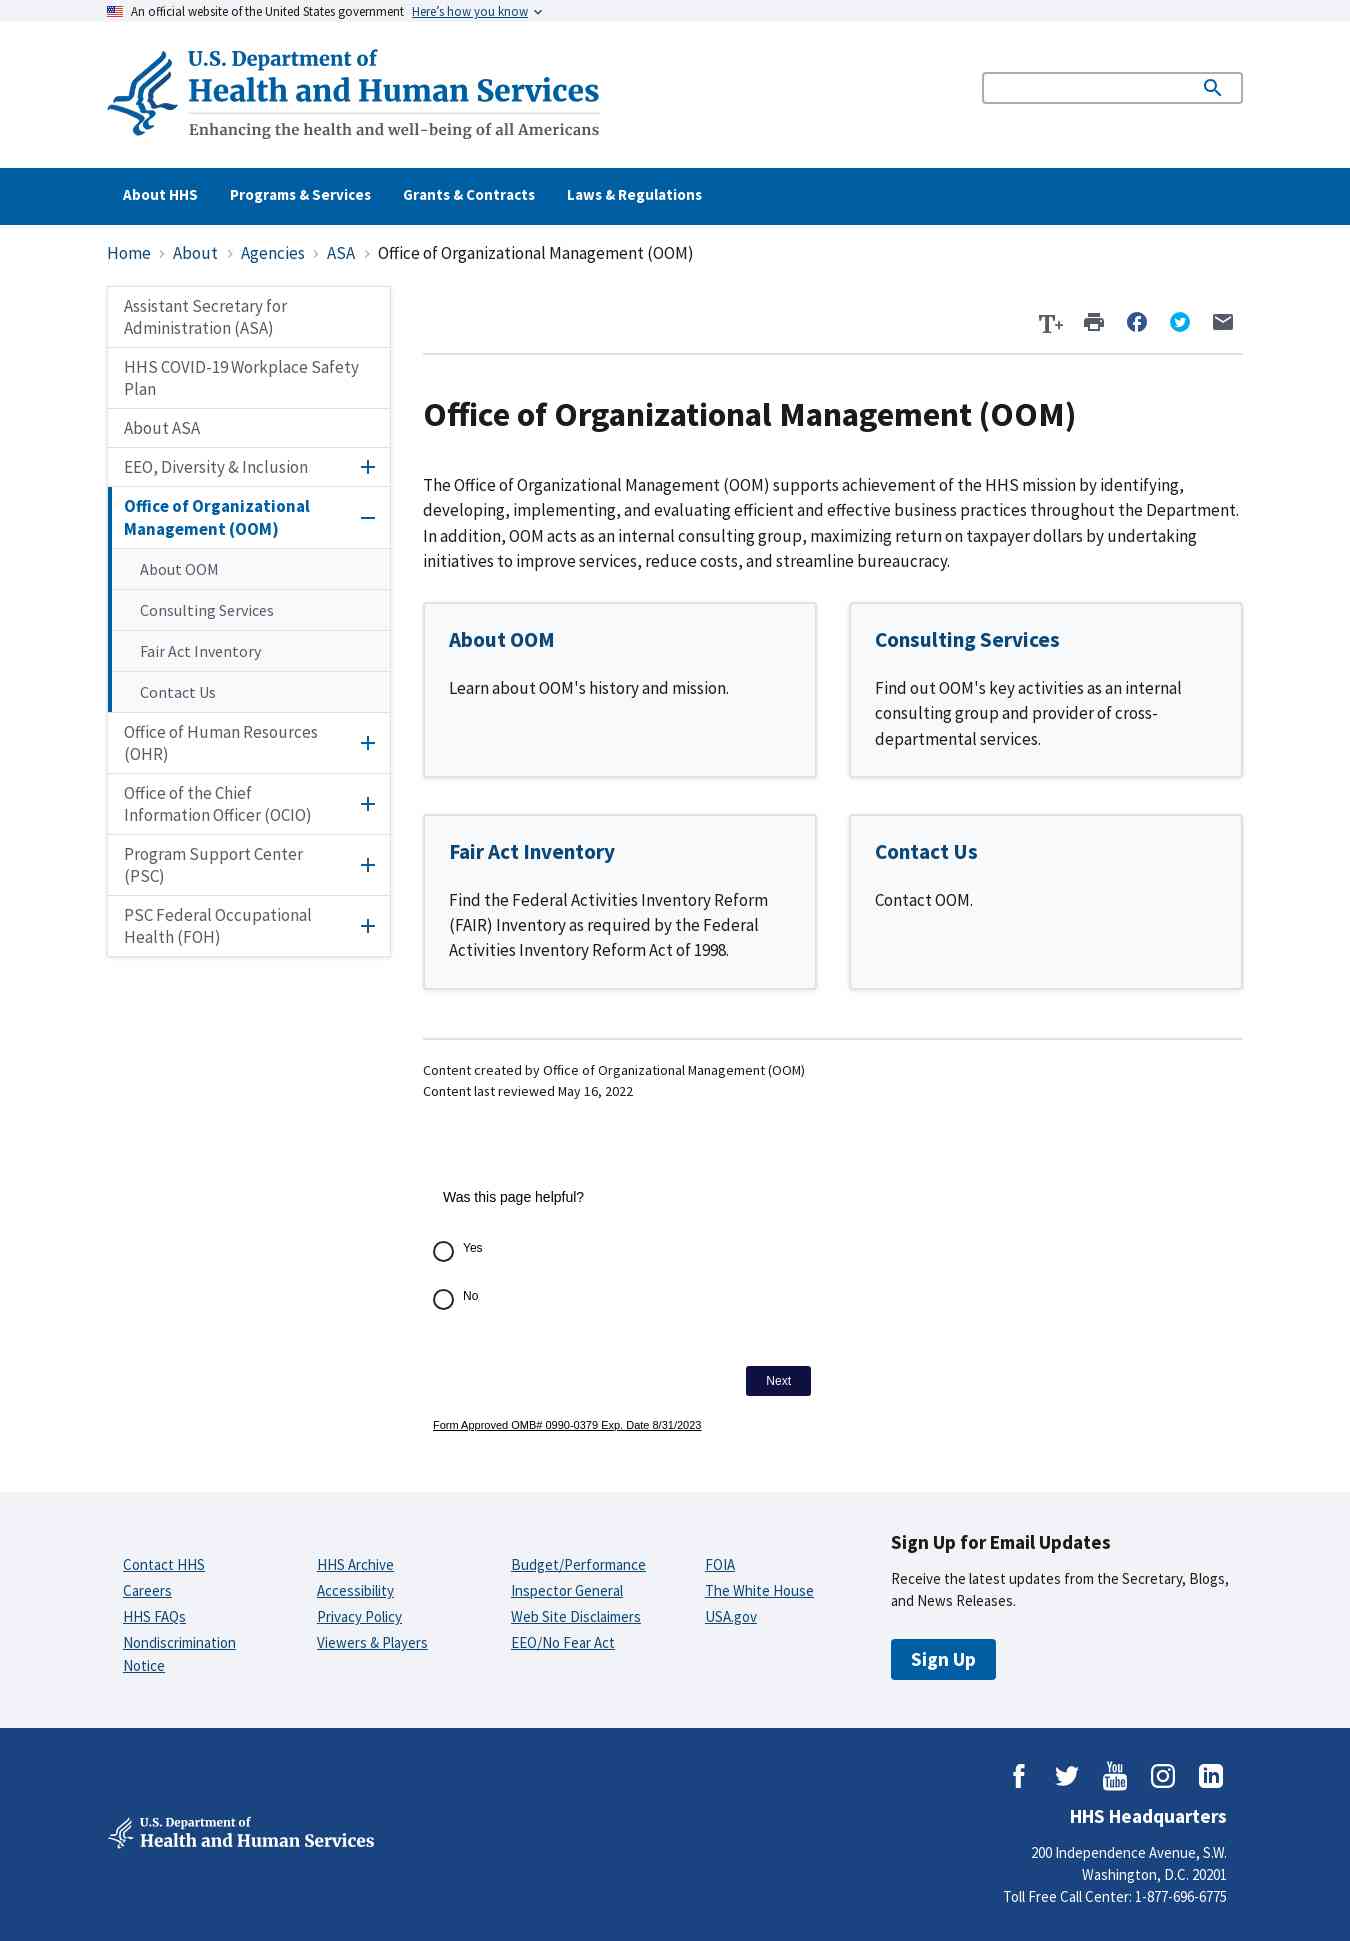 An official website of the United States government Here’s how you know
U.S. Department of
Health and Human Services
Enhancing the health and well-being of all Americans
About HHS Programs & Services Grants & Contracts Laws & Regulations
Home About Agencies ASA Office of Organizational Management (OOM)
Assistant Secretary for
Administration (ASA)
HHS COVID-19 Workplace Safety
Plan
About ASA
EEO, Diversity & Inclusion
Office of Organizational
Management (OOM)
About OOM
Consulting Services
Fair Act Inventory
Contact Us
Office of Human Resources
(OHR)
Office of the Chief
Information Officer (OCIO)
Program Support Center
(PSC)
PSC Federal Occupational
Health (FOH)
T+
Office of Organizational Management (OOM)
The Office of Organizational Management (OOM) supports achievement of the HHS mission by identifying,
developing, implementing, and evaluating efficient and effective business practices throughout the Department.
In addition, OOM acts as an internal consulting group, maximizing return on taxpayer dollars by undertaking
initiatives to improve services, reduce costs, and streamline bureaucracy.
About OOM
Learn about OOM's history and mission.
Consulting Services
Find out OOM's key activities as an internal
consulting group and provider of cross-
departmental services.
Fair Act Inventory
Find the Federal Activities Inventory Reform
(FAIR) Inventory as required by the Federal
Activities Inventory Reform Act of 1998.
Contact Us
Contact OOM.
Content created by Office of Organizational Management (OOM)
Content last reviewed May 16, 2022
Was this page helpful?
Yes
No
Next
Form Approved OMB# 0990-0379 Exp. Date 8/31/2023
Contact HHS
Careers
HHS FAQs
Nondiscrimination
Notice
HHS Archive
Accessibility
Privacy Policy
Viewers & Players
Budget/Performance
Inspector General
Web Site Disclaimers
EEO/No Fear Act
FOIA
The White House
USA.gov
Sign Up for Email Updates
Receive the latest updates from the Secretary, Blogs,
and News Releases.
Sign Up
You
Tube
in
U.S. Department of
Health and Human Services
HHS Headquarters
200 Independence Avenue, S.W.
Washington, D.C. 20201
Toll Free Call Center: 1-877-696-6775